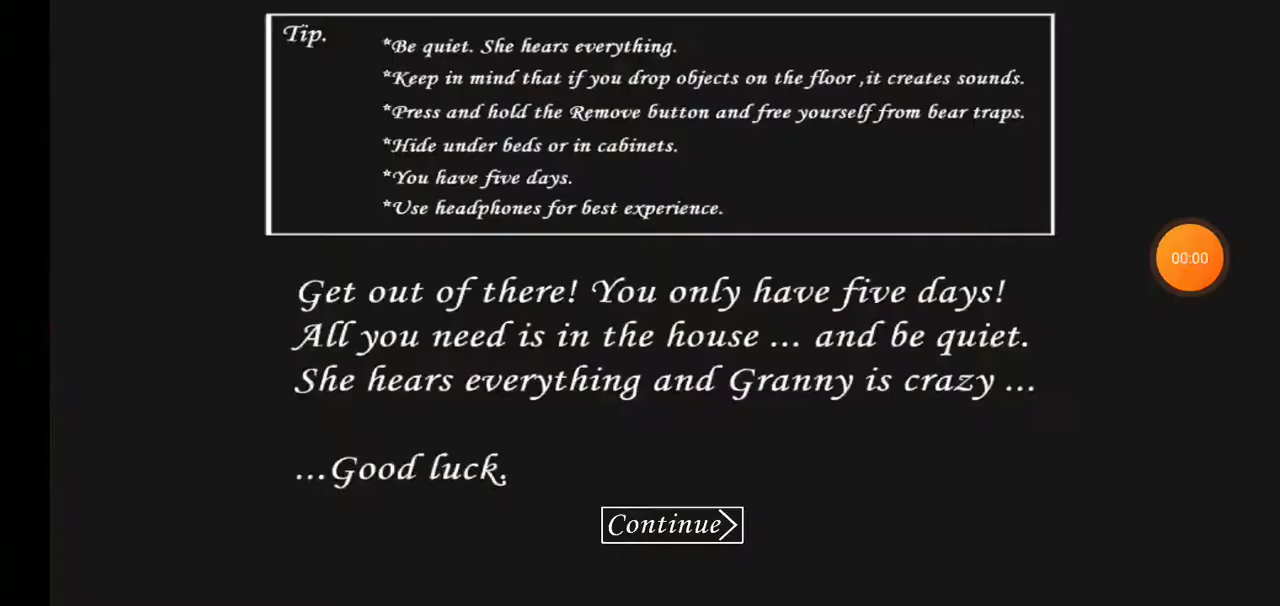 Tip.
*Be quiet. She hears everything.
*Keep in mind that if you drop objects on the floor ,it creates sounds.
*Press and hold the Remove button and free yourself from bear traps.
*Hide under beds or in cabinets.
*You have five days.
*Use headphones for best experience.
00:00
Get out of there! You only have five days!
All you need is in the house ... and be quiet.
She hears everything and Granny is crazy ...
...Good luck.
Continue>